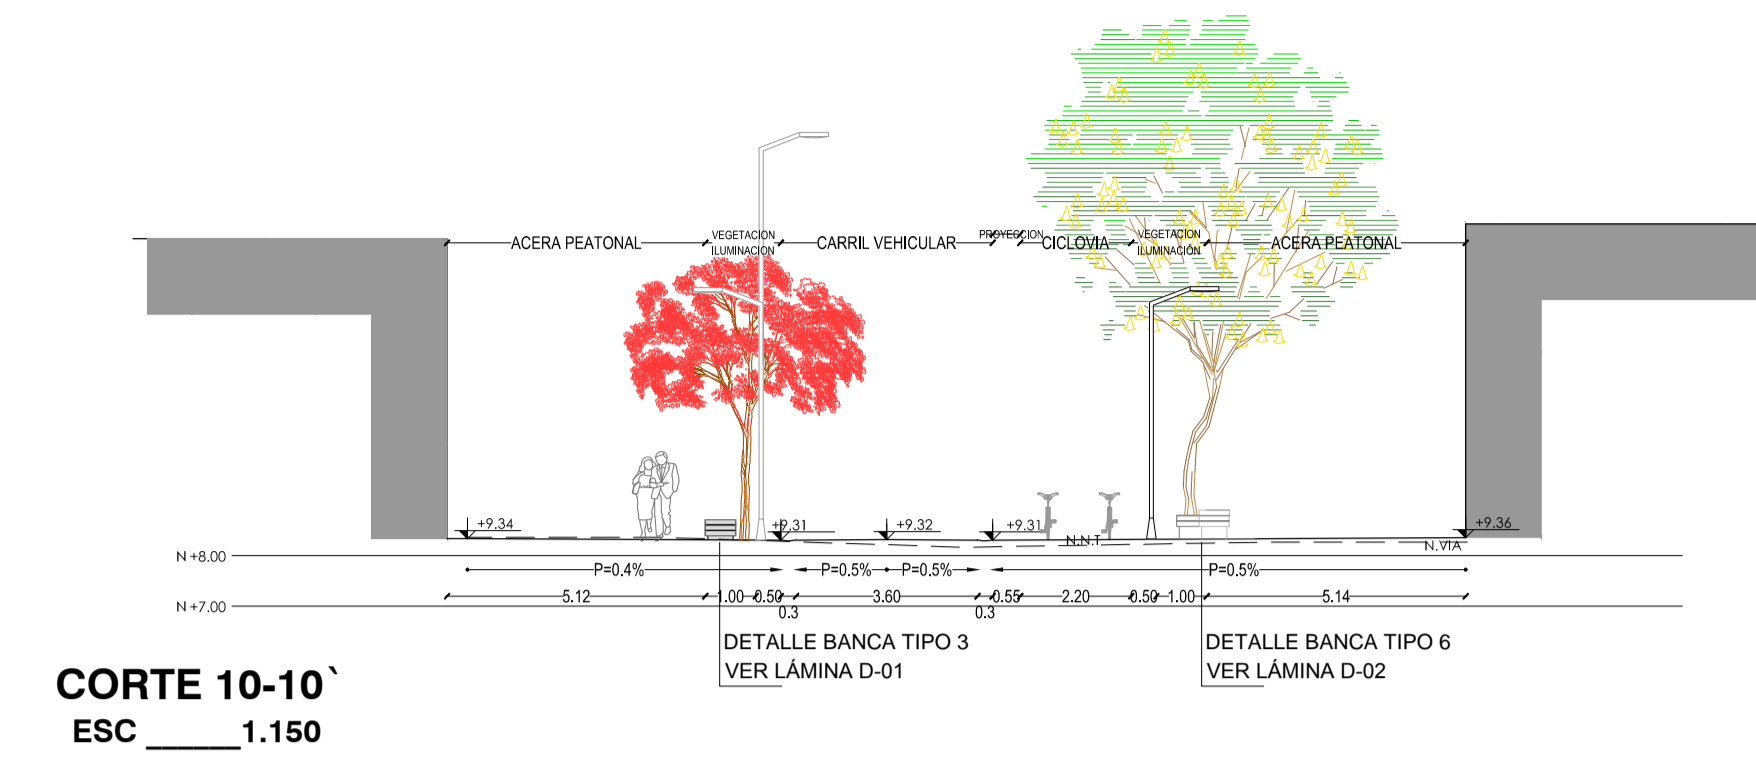 ACERA PEATONAL
VEGETACION
ILUMINACIÓN
CARRIL VEHICULAR
PROYECCION
CICLOVIA
VEGETACIÓN
ILUMINACIÓN
ACERA PEATONAL
+9.34
+9.31
+9.32
+9.31
+9.36
N.N.T
N.VIA
N +8.00
P=0.4%
P=0.5%
P=0.5%
P=0.5%
N +7.00
5.12
1.00
0.50
3.60
0.55
2.20
0.50
1.00
5.14
0.3
0.3
DETALLE BANCA TIPO 3
VER LÁMINA D-01
DETALLE BANCA TIPO 6
VER LÁMINA D-02
CORTE 10-10`
ESC ______1.150